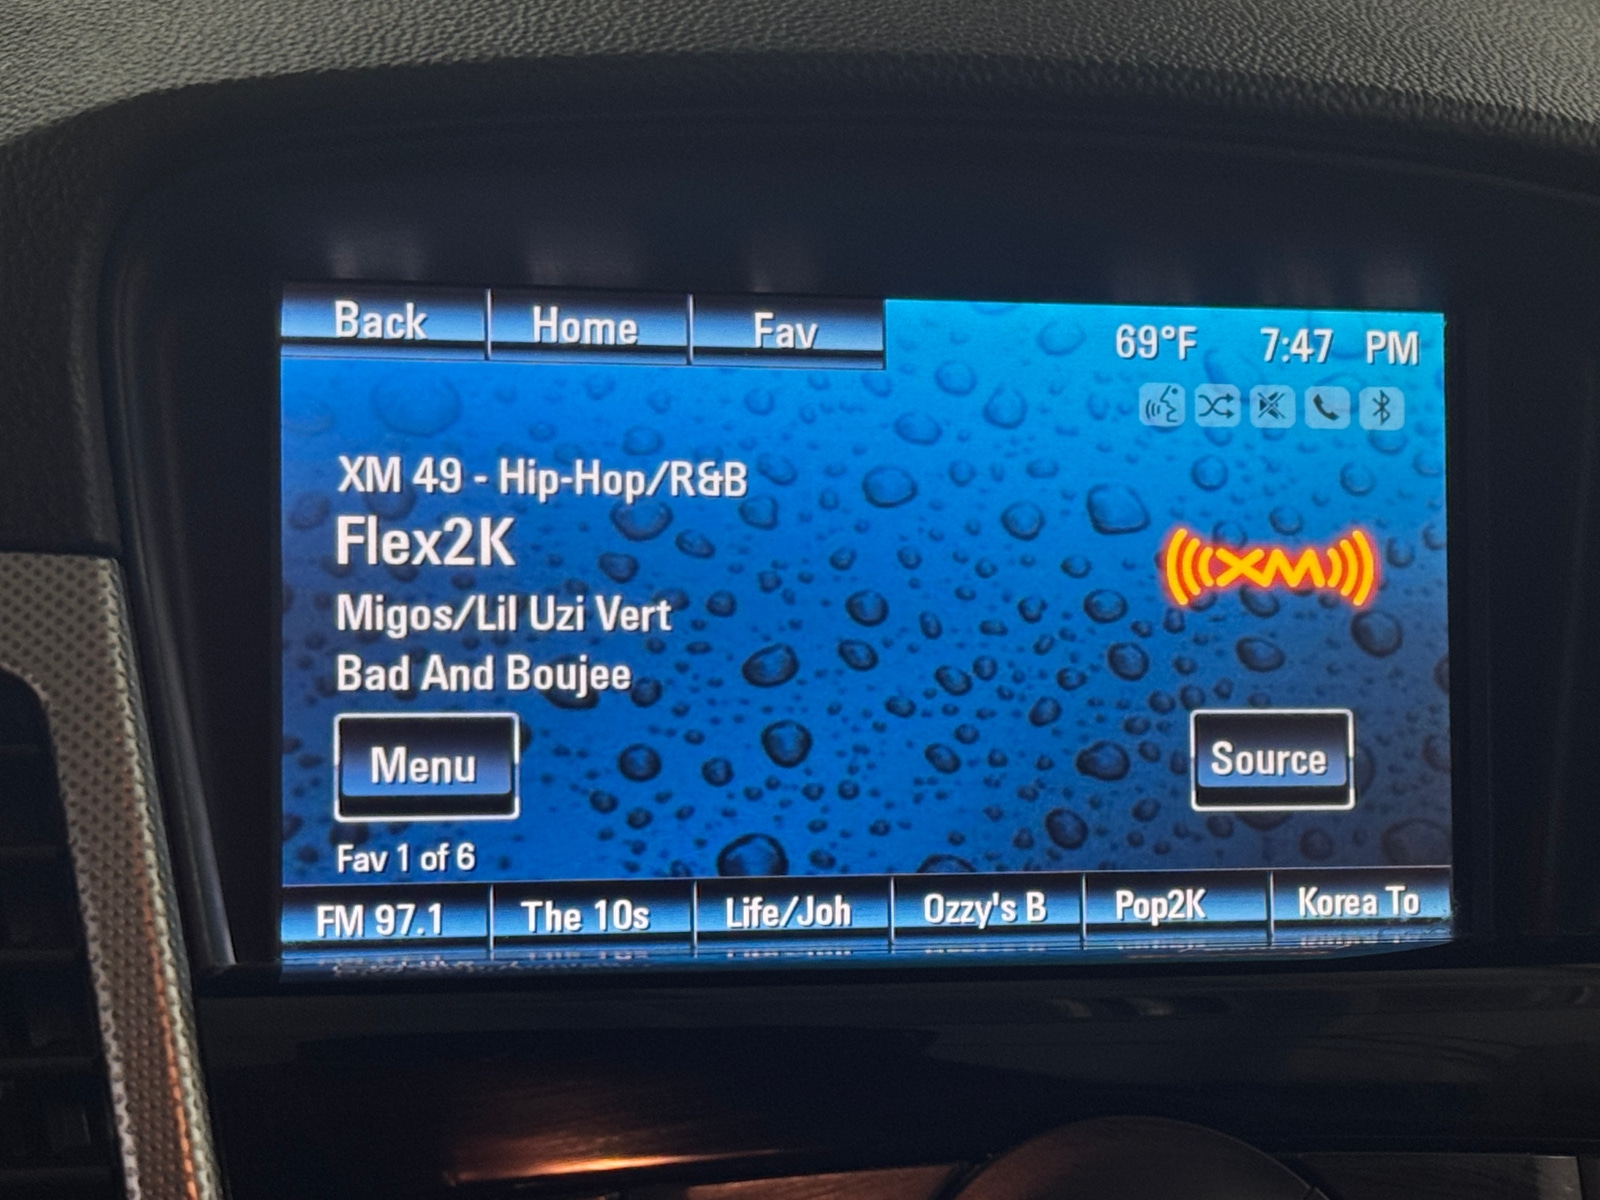 Back Home Fav
69°F 7:47 PM
XM 49 - Hip-Hop/R&B
Flex2K
XM
Migos/Lil Uzi Vert
Bad And Boujee
Menu
Source
Fav 1 of 6
FM 97.1 The 10s Life/Joh Ozzy's B Pop2K Korea To